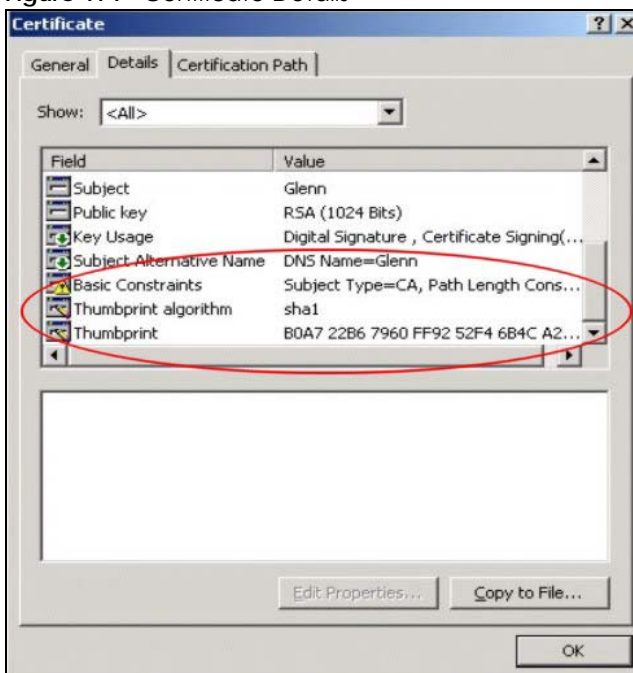 Certificate
General Details Certification Path
Show: <All>
Field Value
Subject Glenn
Public key RSA (1024 Bits)
Key Usage Digital Signature , Certificate Signing(...
Subject Alternative Name DNS Name=Glenn
Basic Constraints Subject Type=CA, Path Length Cons...
Thumbprint algorithm sha1
Thumbprint B0A7 22B6 7960 FF92 52F4 6B4C A2...
Edit Properties... Copy to File...
OK